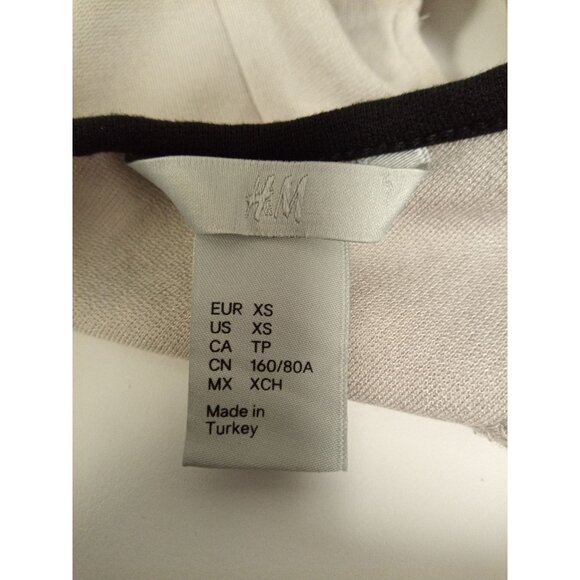 H&M
EUR XS
US XS
CA TP
CN 160/80A
MX XCH
Made in
Turkey